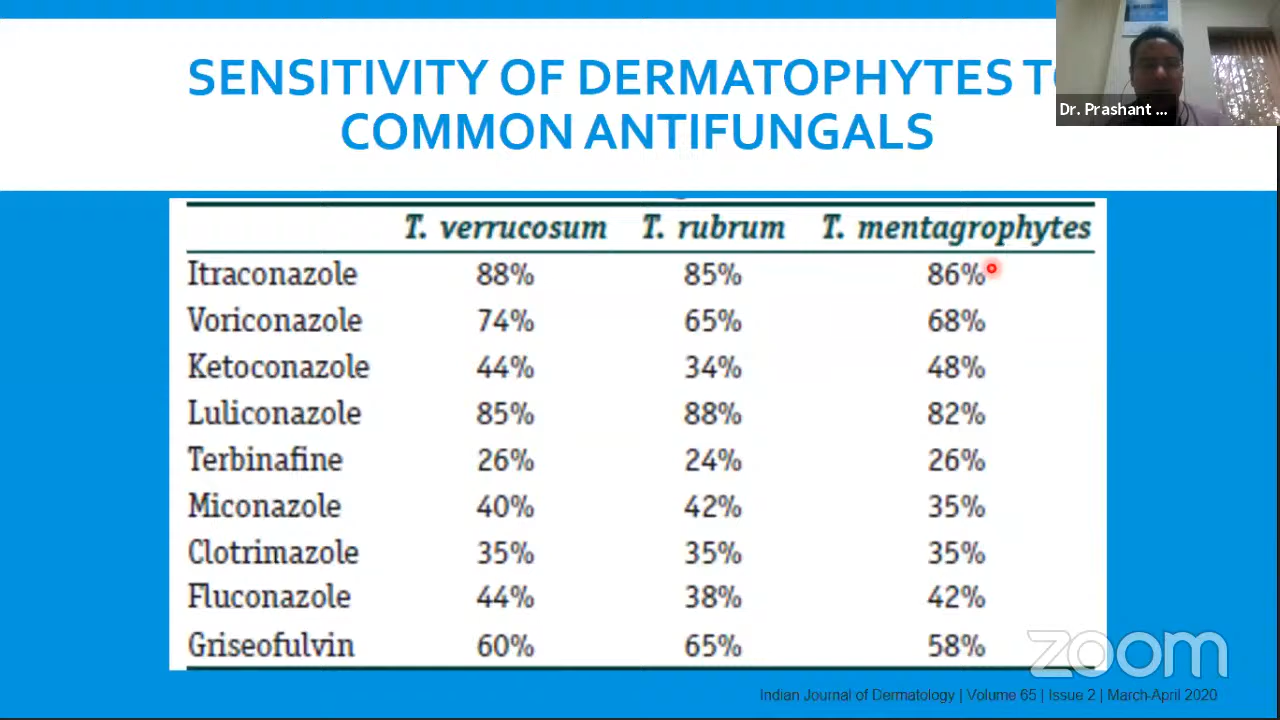 SENSITIVITY OF DERMATOPHYTES
COMMON ANTIFUNGALS
Dr. Prashant ...
T. verrucosum T. rubrum T. mentagrophytes
Itraconazole 88% 85% 86%
Voriconazole 74% 65% 68%
Ketoconazole 44% 34% 48%
Luliconazole 85% 88% 82%
Terbinafine 26% 24% 26%
Miconazole 40% 42% 35%
Clotrimazole 35% 35% 35%
Fluconazole 44% 38% 42%
Griseofulvin 60% 65% 58%
zoom
Indian Journal of Dermatology | Volume 65 | Issue 2 | March-April 2020